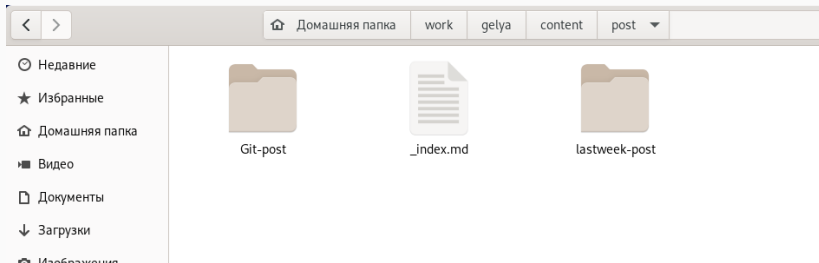 Домашняя папка work gelya content post
Недавние
Избранные
Домашняя папка
Видео
Документы
Загрузки
Изображения
Git-post _index.md lastweek-post